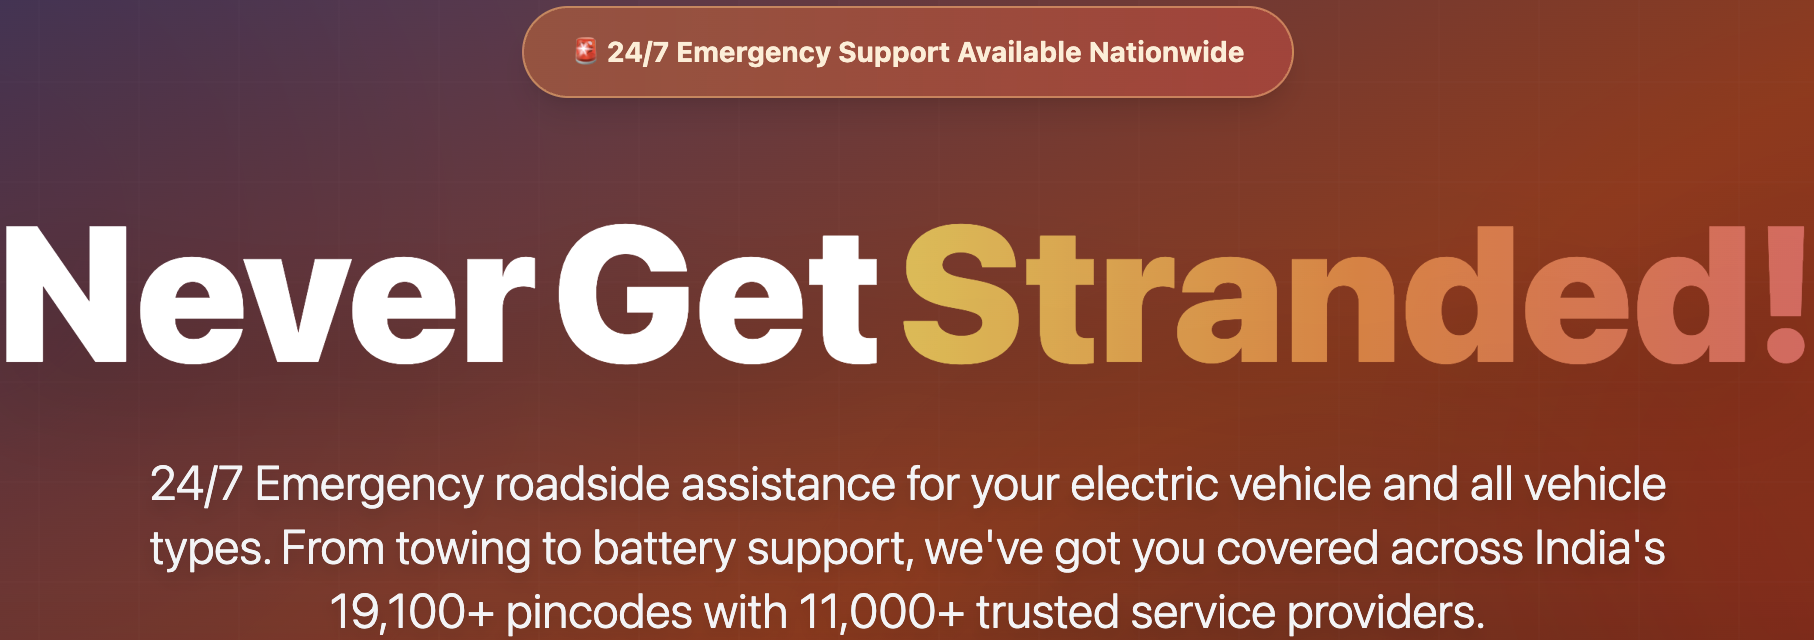 🚨 24/7 Emergency Support Available Nationwide
Never Get Stranded!
24/7 Emergency roadside assistance for your electric vehicle and all vehicle
types. From towing to battery support, we've got you covered across India's
19,100+ pincodes with 11,000+ trusted service providers.